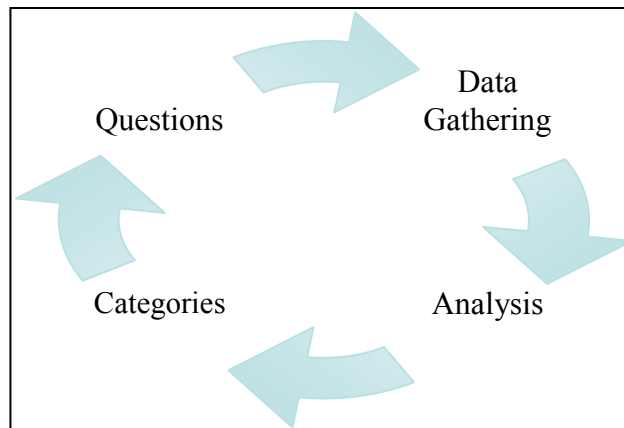 Questions
Data
Gathering
Categories
Analysis